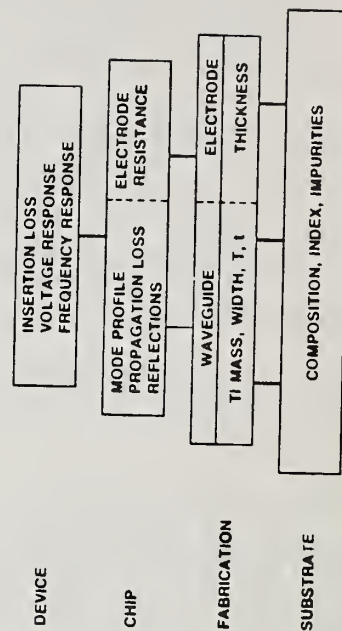 DEVICE
INSERTION LOSS
VOLTAGE RESPONSE
FREQUENCY RESPONSE
CHIP
MODE PROFILE
PROPAGATION LOSS
REFLECTIONS
ELECTRODE
RESISTANCE
FABRICATION
WAVEGUIDE
ELECTRODE
TI MASS, WIDTH, T, t
THICKNESS
SUBSTRATE
COMPOSITION, INDEX, IMPURITIES